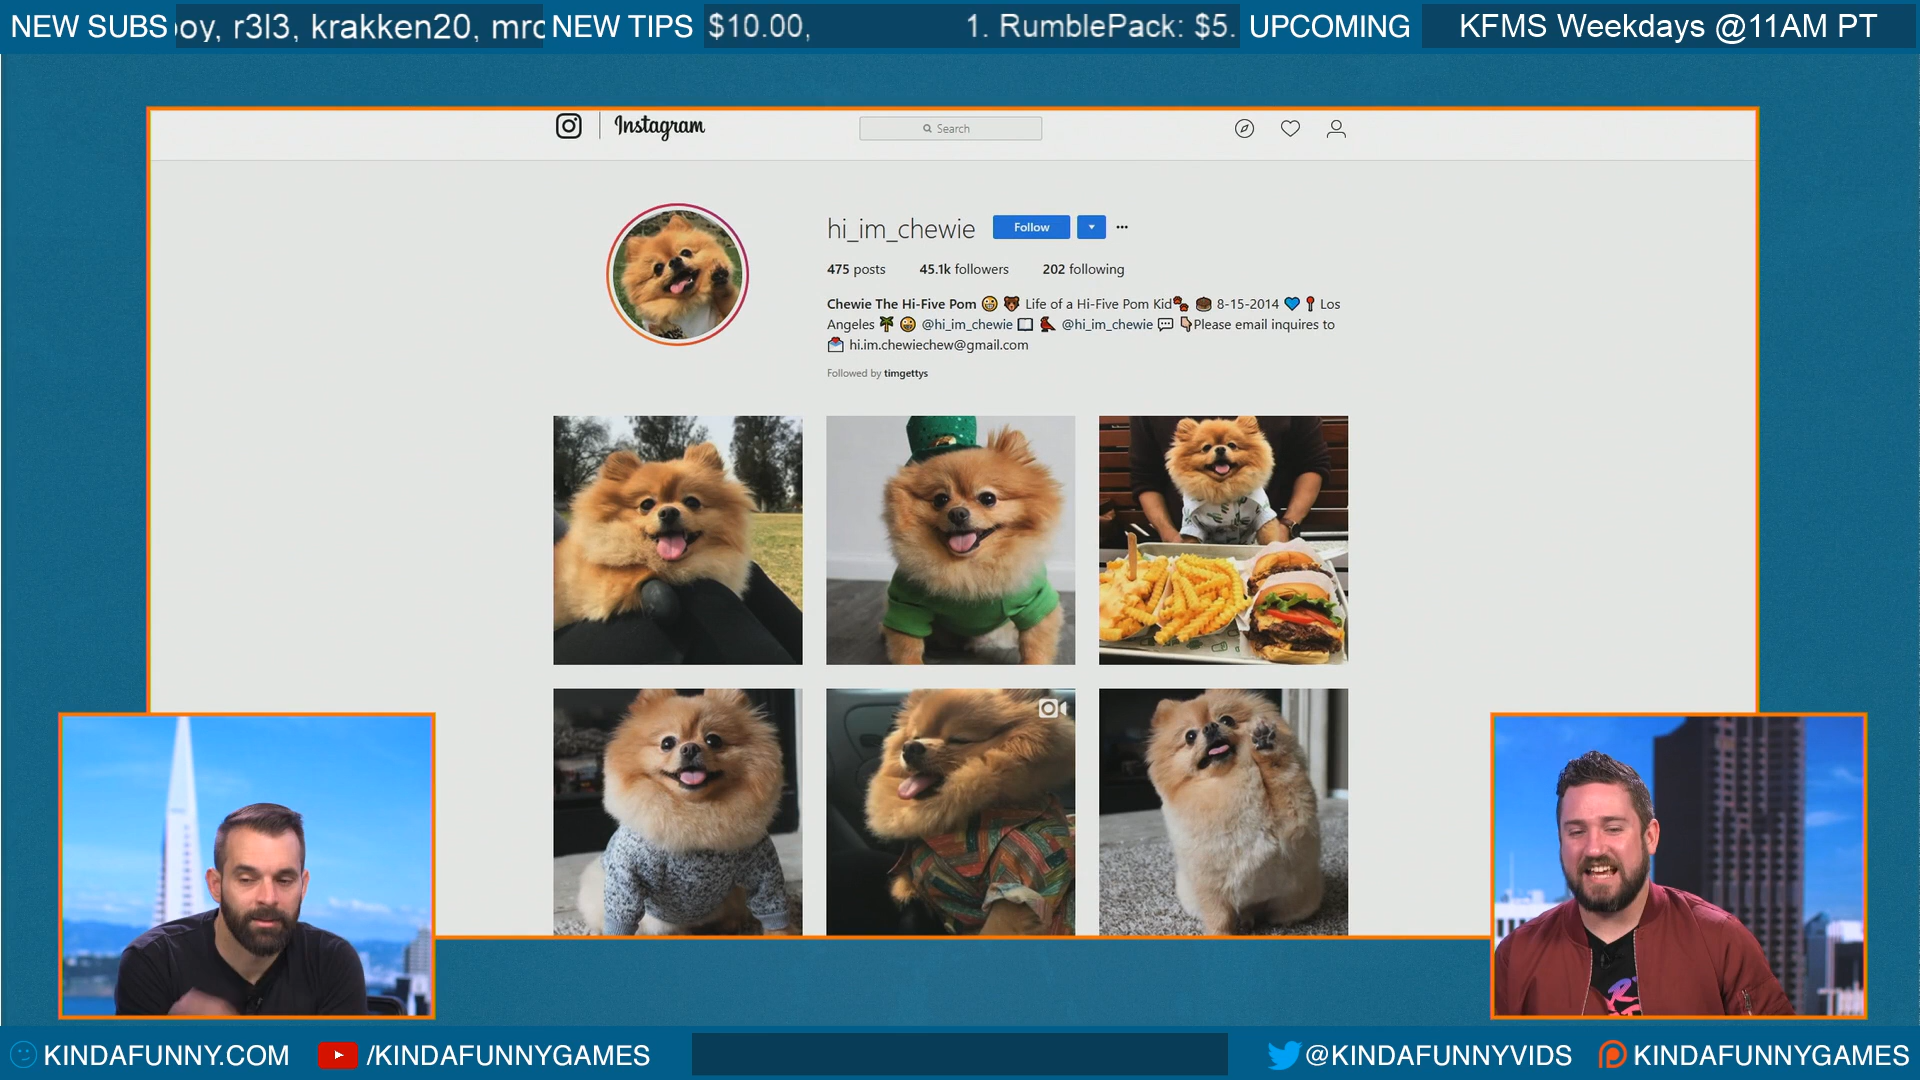 NEW SUBS oy, r3l3, krakken20, mrc NEW TIPS $10.00, 1. RumblePack: $5. UPCOMING KFMS Weekdays @11AM PT
Instagram Search
hi_im_chewie Follow
475 posts 45.1k followers 202 following
Chewie The Hi-Five Pom 😀 🐻 Life of a Hi-Five Pom Kid🐾 🎂 8-15-2014 💙 📍 Los
Angeles 🌴 😀 @hi_im_chewie 📖 🐦 @hi_im_chewie 💬 👇Please email inquires to
📩 hi.im.chewiechew@gmail.com
Followed by timgettys
KINDAFUNNY.COM /KINDAFUNNYGAMES @KINDAFUNNYVIDS KINDAFUNNYGAMES